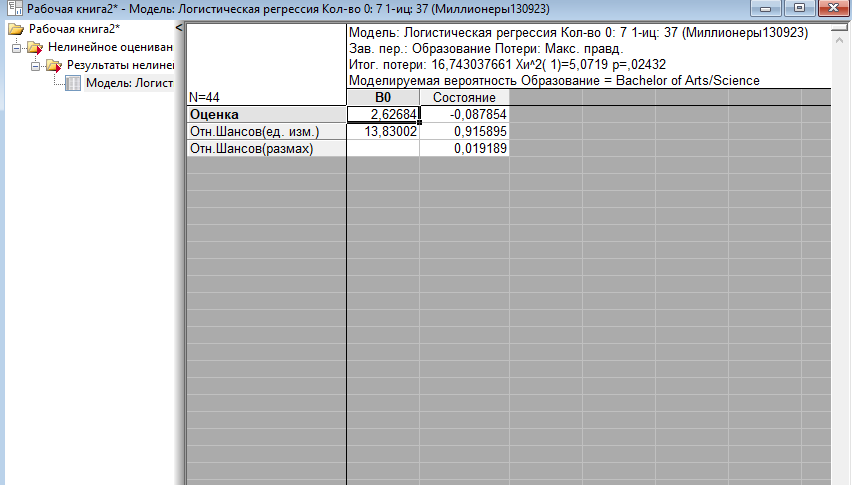 Рабочая книга2* - Модель: Логистическая регрессия Кол-во 0: 7 1-иц: 37 (Миллионеры130923)
Рабочая книга2*
Нелинейное оцениван
Результаты нелине
Модель: Логист
Модель: Логистическая регрессия Кол-во 0: 7 1-иц: 37 (Миллионеры130923)
Зав. пер.: Образование Потери: Макс. правд.
Итог. потери: 16,743037661 Хи^2( 1)=5,0719 p=,02432
Моделируемая вероятность Образование = Bachelor of Arts/Science
N=44 B0 Состояние
Оценка 2,62684 -0,087854
Отн.Шансов(ед. изм.) 13,83002 0,915895
Отн.Шансов(размах) 0,019189